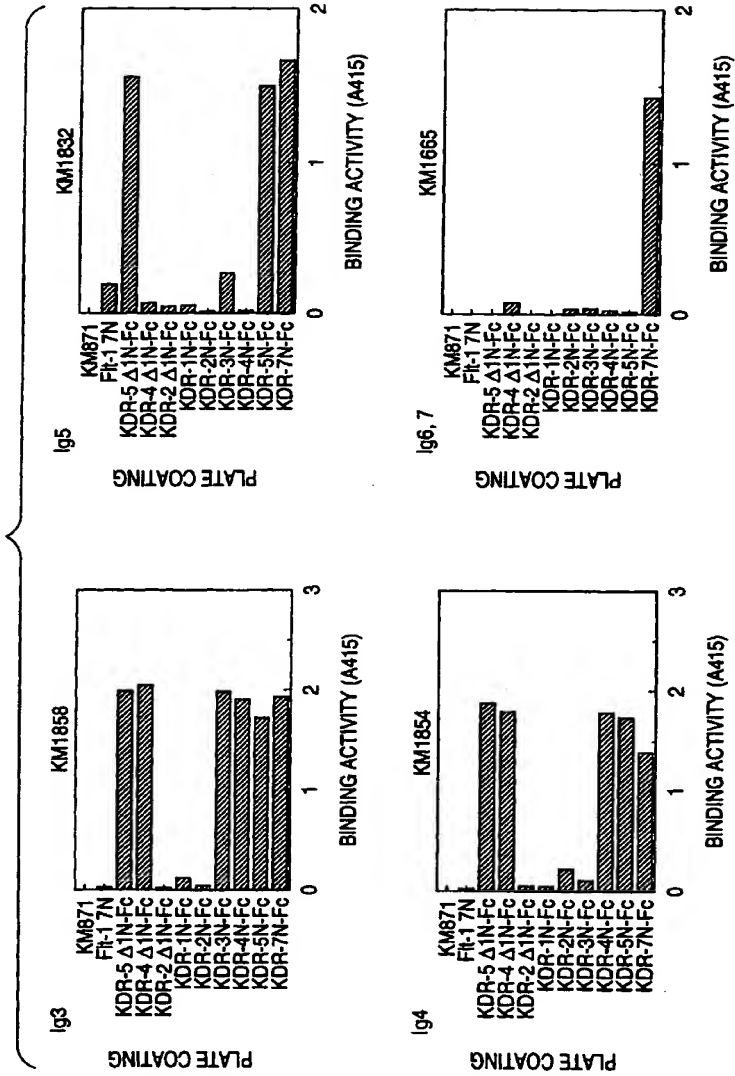 Ig3
KM1858
PLATE COATING
KM871
Flt-1 7N
KDR-5 Δ1N-Fc
KDR-4 Δ1N-Fc
KDR-2 Δ1N-Fc
KDR-1N-Fc
KDR-2N-Fc
KDR-3N-Fc
KDR-4N-Fc
KDR-5N-Fc
KDR-7N-Fc
0 1 2 3
BINDING ACTIVITY (A415)
Ig5
KM1832
PLATE COATING
KM871
Flt-1 7N
KDR-5 Δ1N-Fc
KDR-4 Δ1N-Fc
KDR-2 Δ1N-Fc
KDR-1N-Fc
KDR-2N-Fc
KDR-3N-Fc
KDR-4N-Fc
KDR-5N-Fc
KDR-7N-Fc
0 1 2
BINDING ACTIVITY (A415)
Ig4
KM1854
PLATE COATING
KM871
Flt-1 7N
KDR-5 Δ1N-Fc
KDR-4 Δ1N-Fc
KDR-2 Δ1N-Fc
KDR-1N-Fc
KDR-2N-Fc
KDR-3N-Fc
KDR-4N-Fc
KDR-5N-Fc
KDR-7N-Fc
0 1 2 3
BINDING ACTIVITY (A415)
Ig6, 7
KM1665
PLATE COATING
KM871
Flt-1 7N
KDR-5 Δ1N-Fc
KDR-4 Δ1N-Fc
KDR-2 Δ1N-Fc
KDR-1N-Fc
KDR-2N-Fc
KDR-3N-Fc
KDR-4N-Fc
KDR-5N-Fc
KDR-7N-Fc
0 1 2
BINDING ACTIVITY (A415)